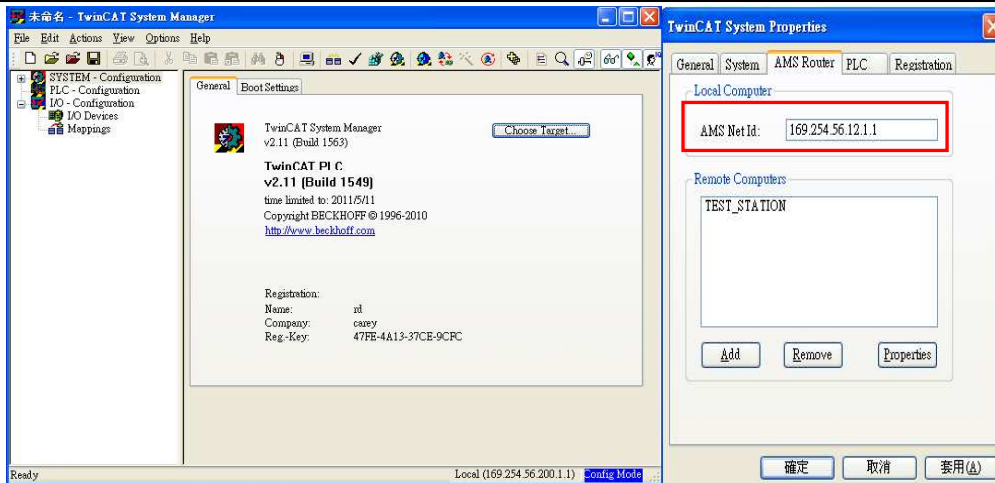 未命名 - TwinCAT System Manager
File Edit Actions View Options Help
SYSTEM - Configuration
PLC - Configuration
I/O - Configuration
I/O Devices
Mappings
General Boot Settings
TwinCAT System Manager
v2.11 (Build 1563)
Choose Target...
TwinCAT PLC
v2.11 (Build 1549)
time limited to: 2011/5/11
Copyright BECKHOFF © 1996-2010
http://www.beckhoff.com
Registration:
Name: rd
Company: carey
Reg.-Key: 47FE-4A13-37CE-9CFC
Ready
Local (169.254.56.200.1.1) Config Mode
TwinCAT System Properties
General System AMS Router PLC Registration
Local Computer
AMS Net Id: 169.254.56.12.1.1
Remote Computers
TEST_STATION
Add Remove Properties
確定 取消 套用(A)